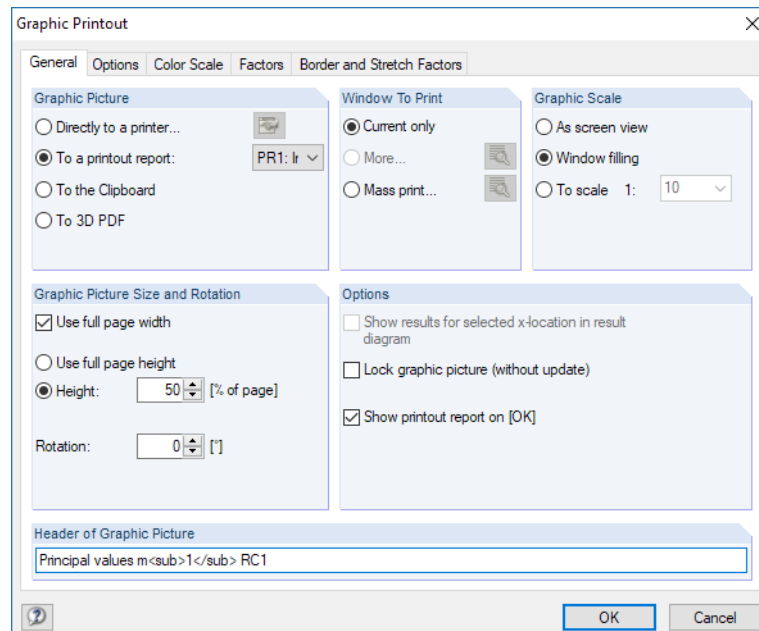 Graphic Printout
General Options Color Scale Factors Border and Stretch Factors
Graphic Picture
Directly to a printer...
To a printout report: PR1: Ir
To the Clipboard
To 3D PDF
Window To Print
Current only
More...
Mass print...
Graphic Scale
As screen view
Window filling
To scale 1: 10
Graphic Picture Size and Rotation
Use full page width
Use full page height
Height: 50 [% of page]
Rotation: 0 [°]
Options
Show results for selected x-location in result
diagram
Lock graphic picture (without update)
Show printout report on [OK]
Header of Graphic Picture
Principal values m<sub>1</sub> RC1
OK Cancel